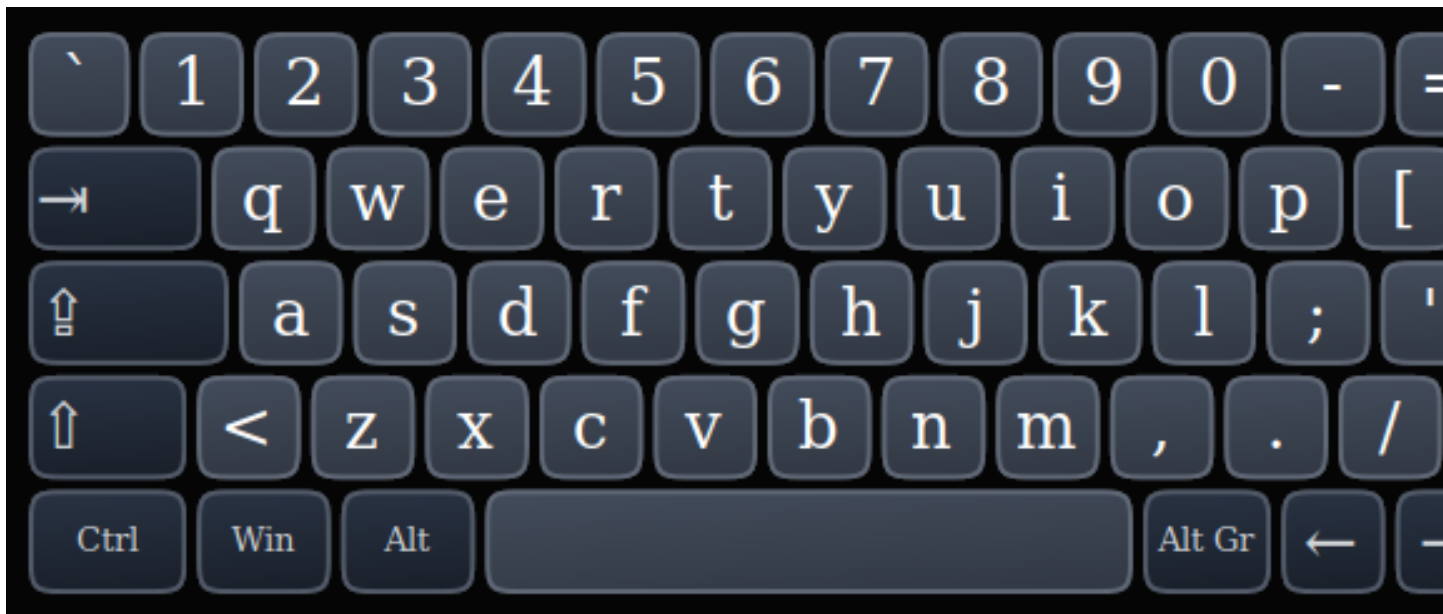 ` 1 2 3 4 5 6 7 8 9 0 - =
⇥ q w e r t y u i o p [
⇪ a s d f g h j k l ; '
⇧ < z x c v b n m , . /
Ctrl Win Alt Alt Gr ←